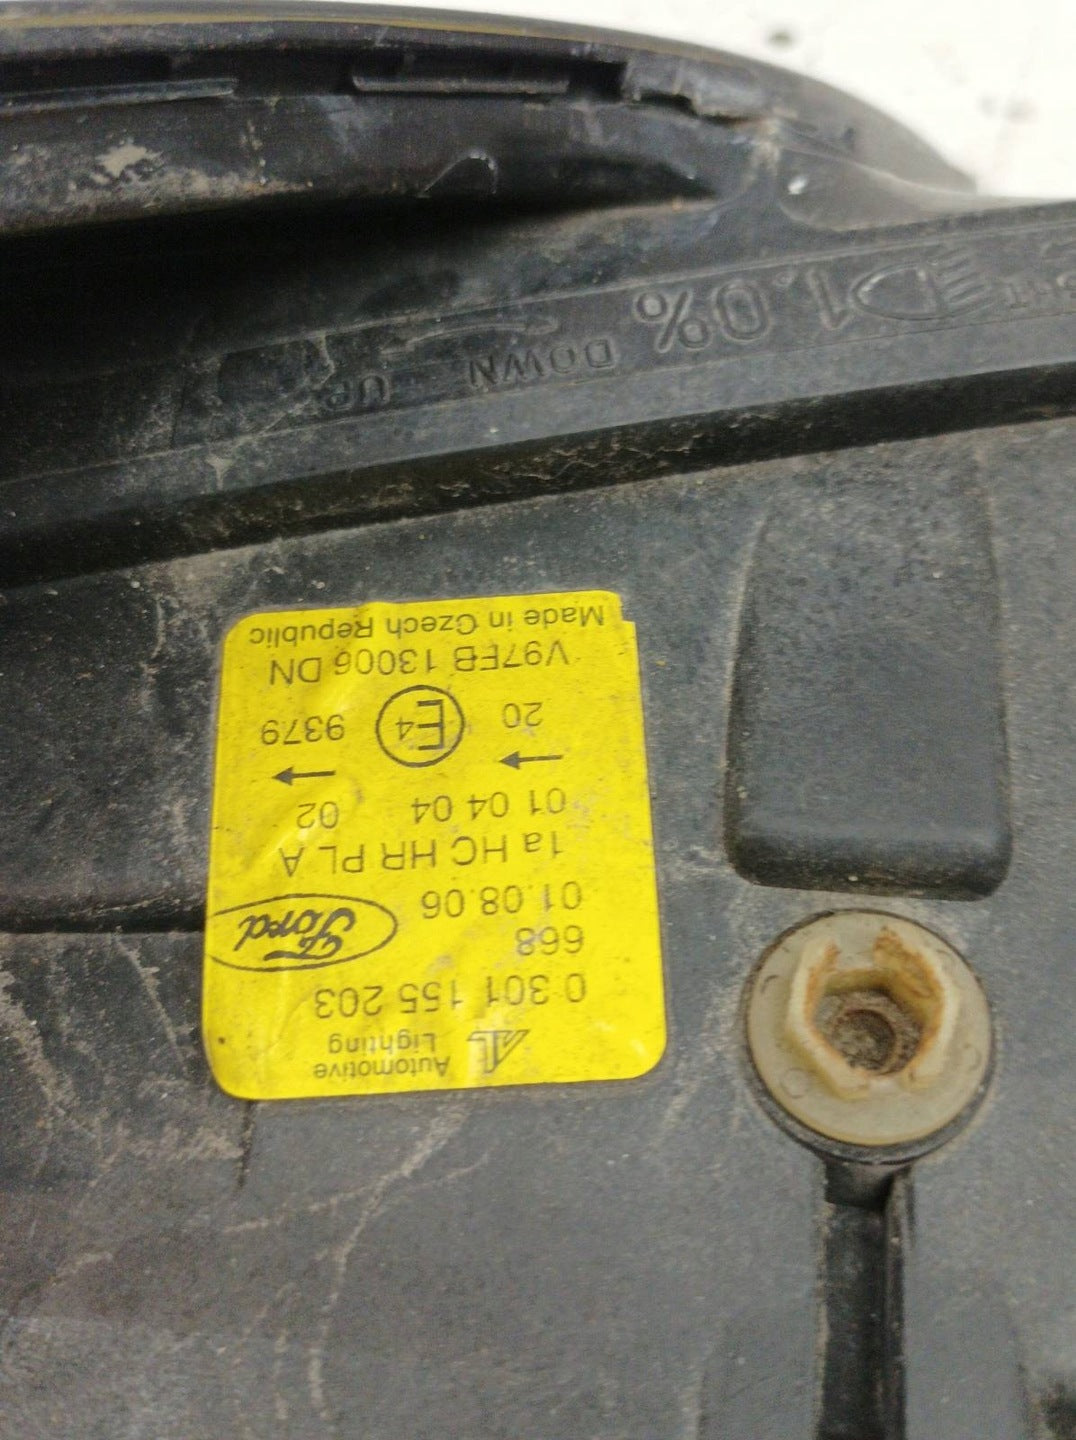 Automotive
Lighting
0 301 155 203
668
01.08.06
Ford
1a HC HR PL A
01 04 04 02
20 E4 9379
V97FB 13006 DN
Made in Czech Republic
UP DOWN
1.0%